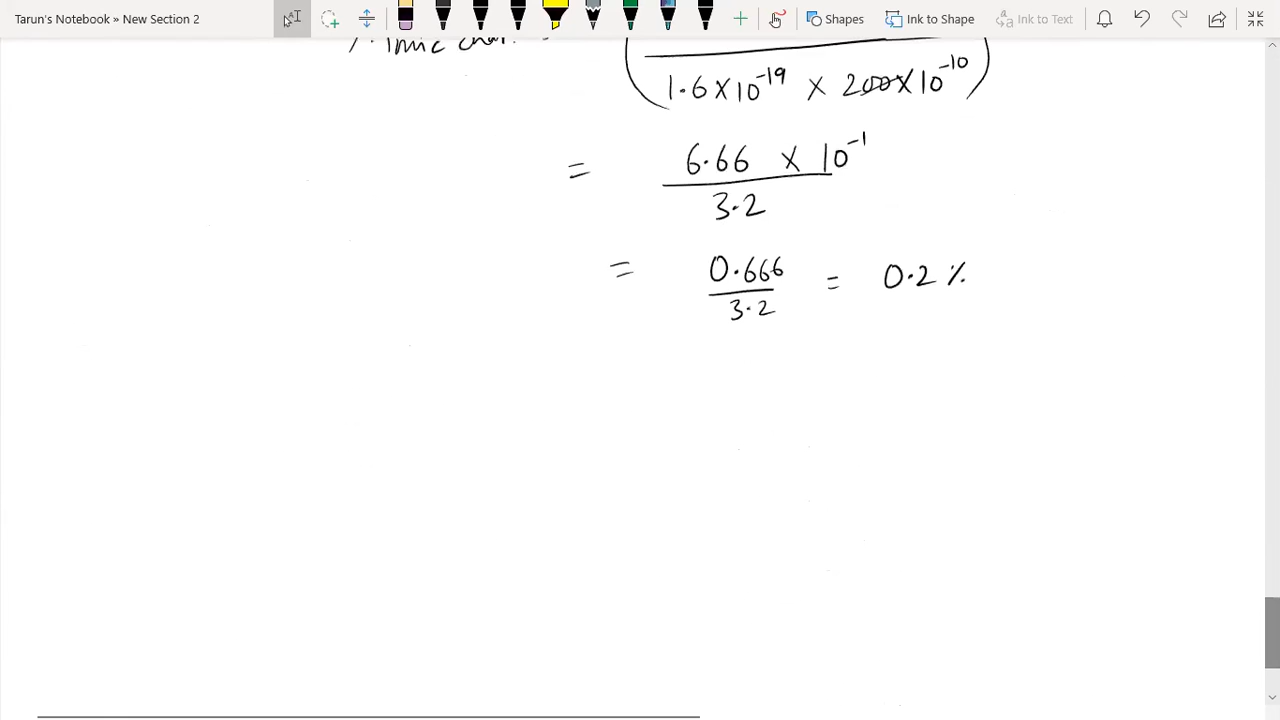 Tarun's Notebook » New Section 2
Shapes
Ink to Shape
Ink to Text
1.6 × 10⁻¹⁹ × 200 × 10⁻¹⁰
= 6.66 × 10⁻¹
3.2
= 0.666 = 0.2 %
3.2